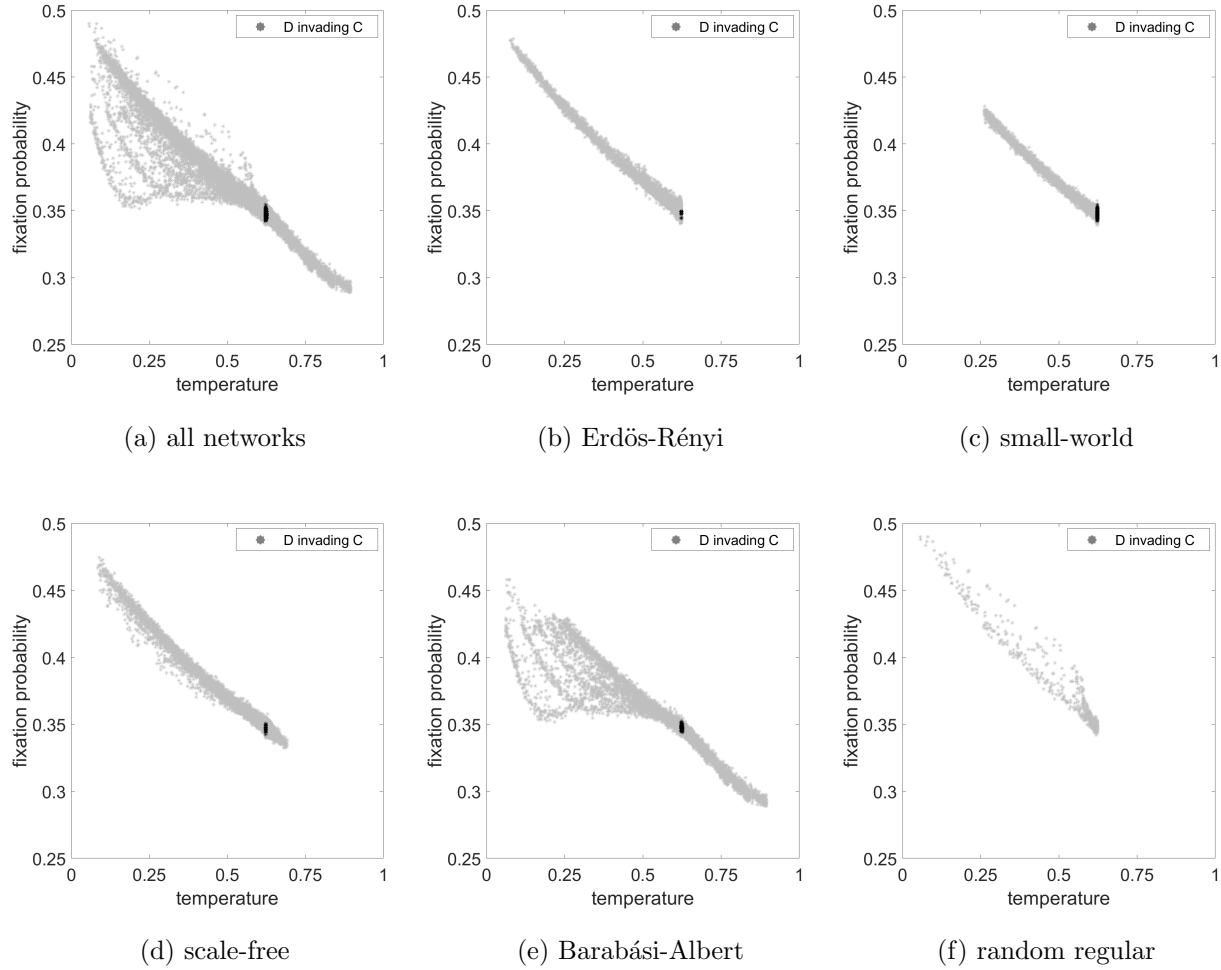 0.5
D invading C
0.45
0.4
0.35
0.3
0.25
0
0.25
0.5
0.75
1
fixation probability
temperature
(a) all networks
0.5
D invading C
0.45
0.4
0.35
0.3
0.25
0
0.25
0.5
0.75
1
fixation probability
temperature
(b) Erdös-Rényi
0.5
D invading C
0.45
0.4
0.35
0.3
0.25
0
0.25
0.5
0.75
1
fixation probability
temperature
(c) small-world
0.5
D invading C
0.45
0.4
0.35
0.3
0.25
0
0.25
0.5
0.75
1
fixation probability
temperature
(d) scale-free
0.5
D invading C
0.45
0.4
0.35
0.3
0.25
0
0.25
0.5
0.75
1
fixation probability
temperature
(e) Barabási-Albert
0.5
D invading C
0.45
0.4
0.35
0.3
0.25
0
0.25
0.5
0.75
1
fixation probability
temperature
(f) random regular